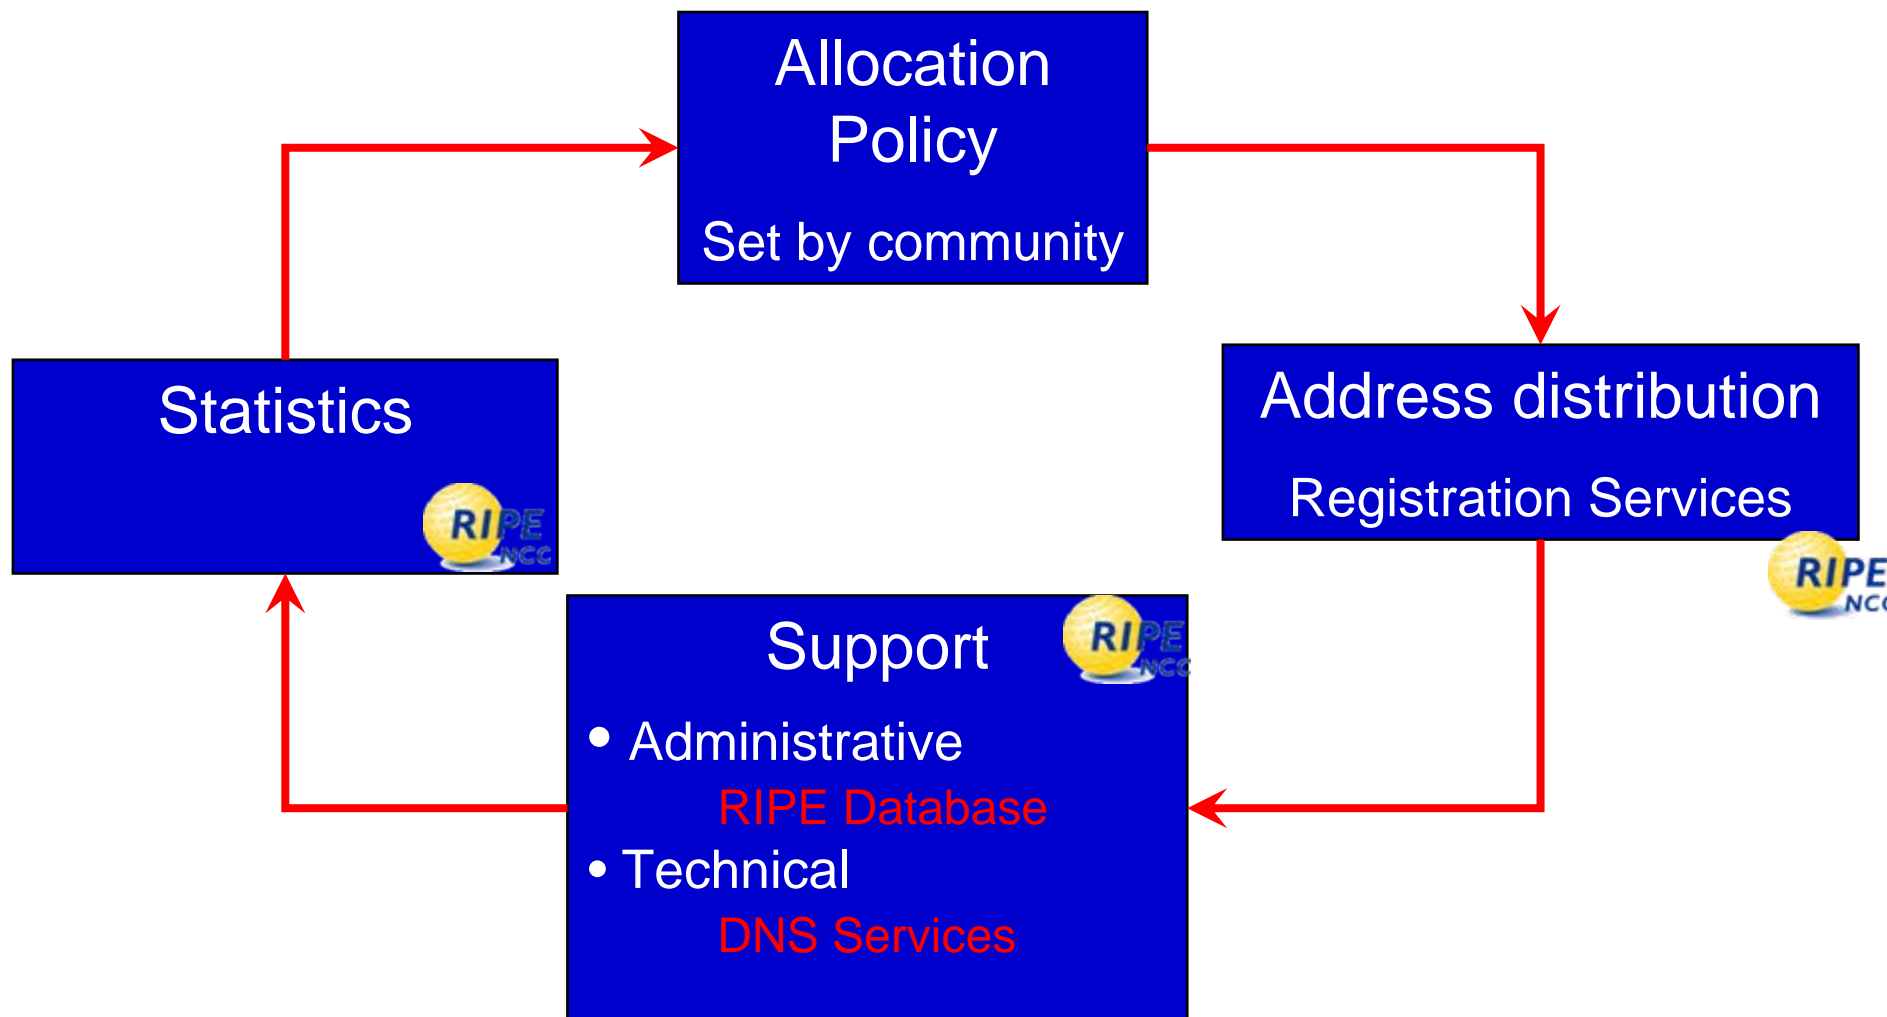 Allocation
Policy
Set by community
Statistics
RIPE
NCC
Address distribution
Registration Services
RIPE
NCC
Support
RIPE
NCC
• Administrative
RIPE Database
• Technical
DNS Services